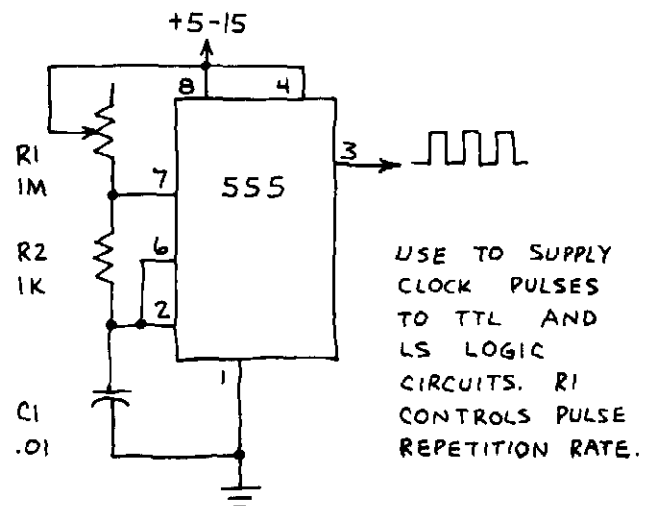 +5-15
8 4
R1
1M
7
555
3
R2
1K
6
2
USE TO SUPPLY
CLOCK PULSES
TO TTL AND
LS LOGIC
CIRCUITS. R1
CONTROLS PULSE
REPETITION RATE.
1
C1
.01